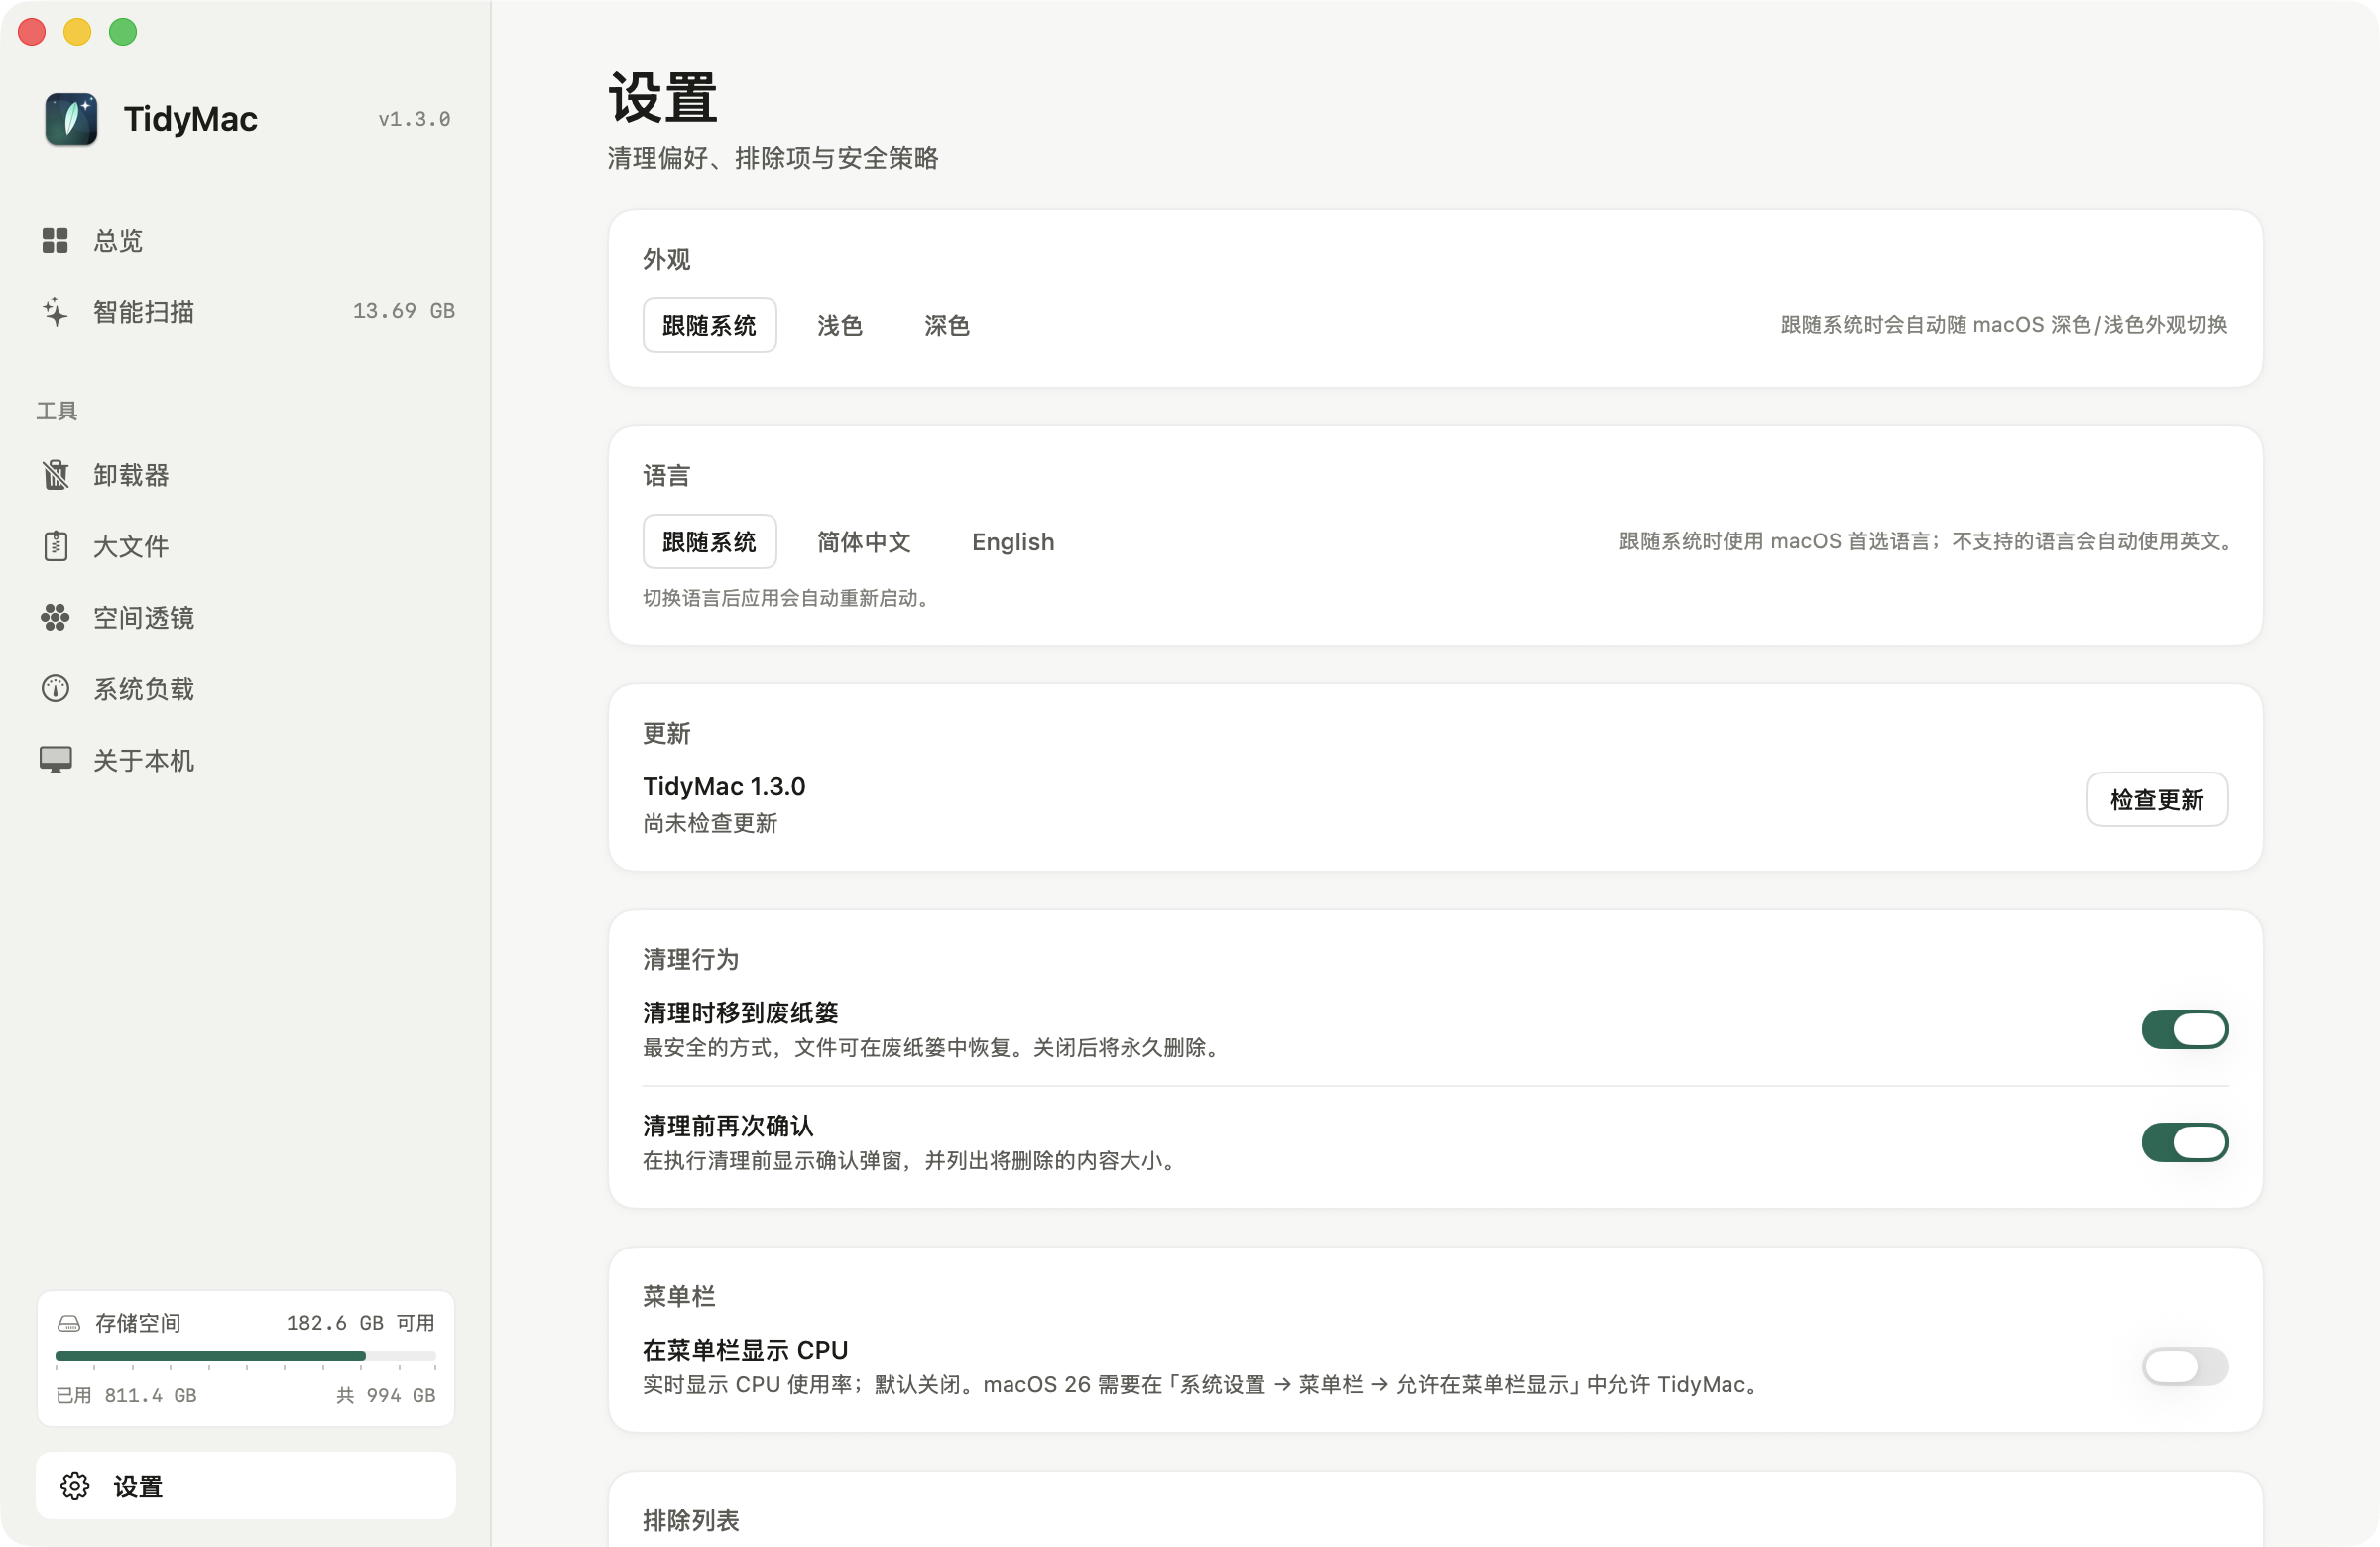 TidyMac
v1.3.0
总览
智能扫描
13.69 GB
工具
卸载器
大文件
空间透镜
系统负载
关于本机
存储空间
182.6 GB 可用
已用 811.4 GB
共 994 GB
设置
设置
清理偏好、排除项与安全策略
外观
跟随系统
浅色
深色
跟随系统时会自动随 macOS 深色/浅色外观切换
语言
跟随系统
简体中文
English
跟随系统时使用 macOS 首选语言；不支持的语言会自动使用英文。
切换语言后应用会自动重新启动。
更新
TidyMac 1.3.0
尚未检查更新
检查更新
清理行为
清理时移到废纸篓
最安全的方式，文件可在废纸篓中恢复。关闭后将永久删除。
清理前再次确认
在执行清理前显示确认弹窗，并列出将删除的内容大小。
菜单栏
在菜单栏显示 CPU
实时显示 CPU 使用率；默认关闭。macOS 26 需要在「系统设置 → 菜单栏 → 允许在菜单栏显示」中允许 TidyMac。
排除列表